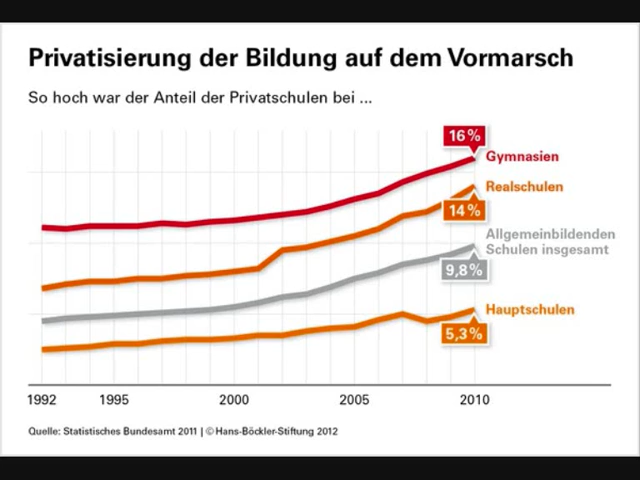 Privatisierung der Bildung auf dem Vormarsch
So hoch war der Anteil der Privatschulen bei ...
16%
Gymnasien
Realschulen
14%
Allgemeinbildenden
Schulen insgesamt
9,8%
Hauptschulen
5,3%
1992 1995 2000 2005 2010
Quelle: Statistisches Bundesamt 2011 | © Hans-Böckler-Stiftung 2012